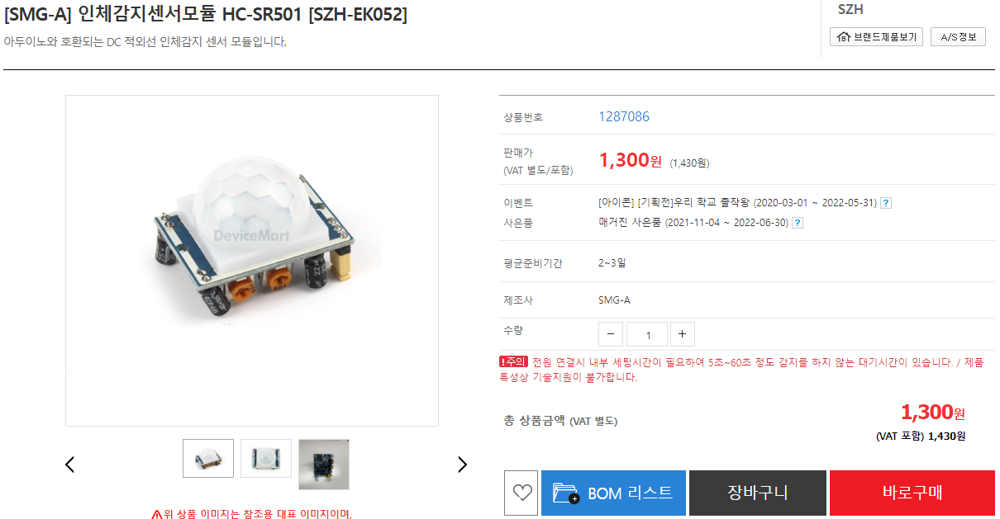 [SMG-A] 인체감지센서모듈 HC-SR501 [SZH-EK052]
아두이노와 호환되는 DC 적외선 인체감지 센서 모듈입니다.
SZH
브랜드제품보기
A/S정보
DeviceMart
상품번호 1287086
판매가
(VAT 별도/포함)
1,300원 (1,430원)
이벤트 [아이콘] [기획전]우리 학교 졸작왕 (2020-03-01 ~ 2022-05-31) ?
사은품 매거진 사은품 (2021-11-04 ~ 2022-06-30) ?
평균준비기간 2~3일
제조사 SMG-A
수량 − 1 +
!주의 전원 연결시 내부 세팅시간이 필요하여 5초~60초 정도 감지를 하지 않는 대기시간이 있습니다. / 제품
특성상 기술지원이 불가합니다.
총 상품금액 (VAT 별도) 1,300원
(VAT 포함) 1,430원
BOM 리스트
장바구니
바로구매
위 상품 이미지는 참조용 대표 이미지이며,